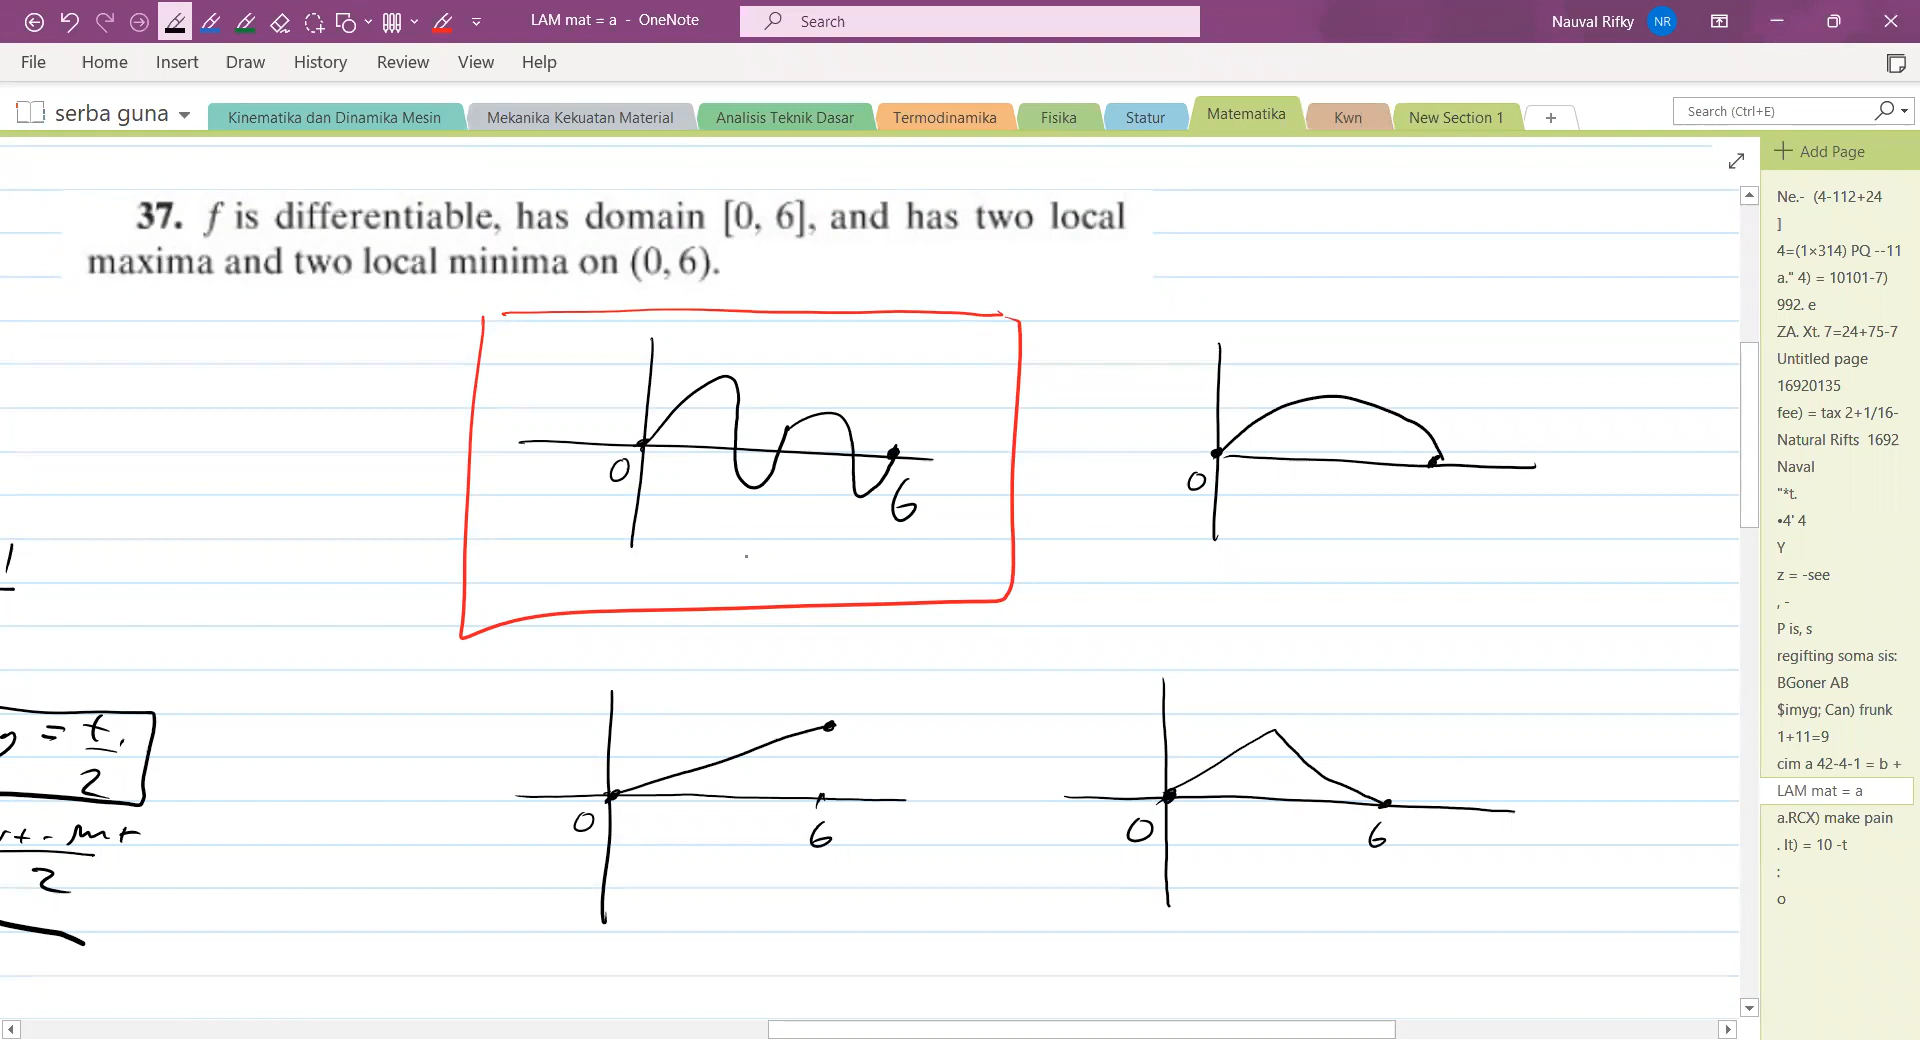 LAM mat = a - OneNote
Search
Nauval Rifky
NR
File Home Insert Draw History Review View Help
serba guna
Kinematika dan Dinamika Mesin
Mekanika Kekuatan Material
Analisis Teknik Dasar
Termodinamika
Fisika
Statur
Matematika
Kwn
New Section 1
Search (Ctrl+E)
Add Page
37. f is differentiable, has domain [0, 6], and has two local
maxima and two local minima on (0, 6).
0
6
0
1
= t
2
2
0
6
0
6
Ne.- (4-112+24
]
4=(1×314) PQ --11
a." 4) = 10101-7)
992. e
ZA. Xt. 7=24+75-7
Untitled page
16920135
fee) = tax 2+1/16-
Natural Rifts 1692
Naval
"*t.
•4' 4
Y
z = -see
, -
P is, s
regifting soma sis:
BGoner AB
$imyg; Can) frunk
1+11=9
cim a 42-4-1 = b +
LAM mat = a
a.RCX) make pain
. It) = 10 -t
:
o